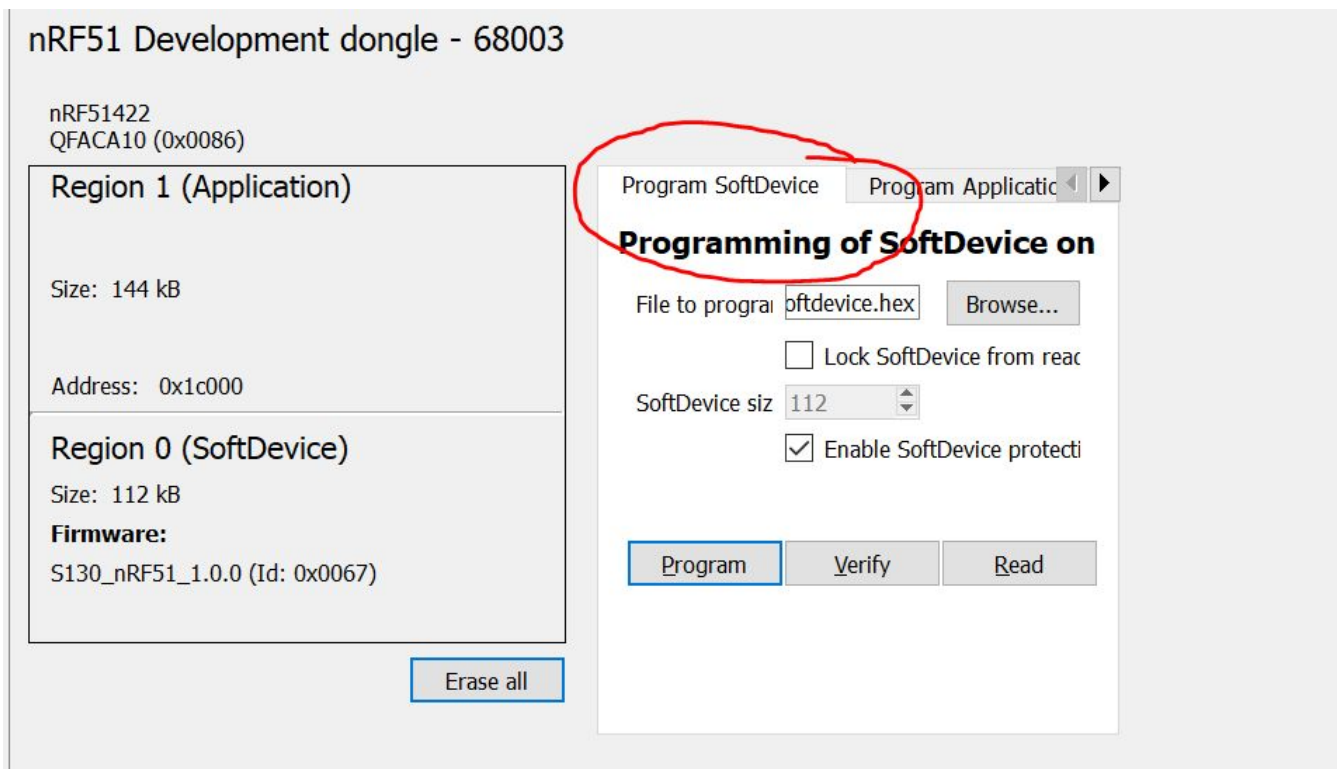 nRF51 Development dongle - 68003
nRF51422
QFACA10 (0x0086)
Region 1 (Application)
Size: 144 kB
Address: 0x1c000
Region 0 (SoftDevice)
Size: 112 kB
Firmware:
S130_nRF51_1.0.0 (Id: 0x0067)
Erase all
Program SoftDevice Program Applicatic
Programming of SoftDevice on
File to prograı oftdevice.hex Browse...
Lock SoftDevice from reac
SoftDevice siz 112
Enable SoftDevice protecti
Program Verify Read